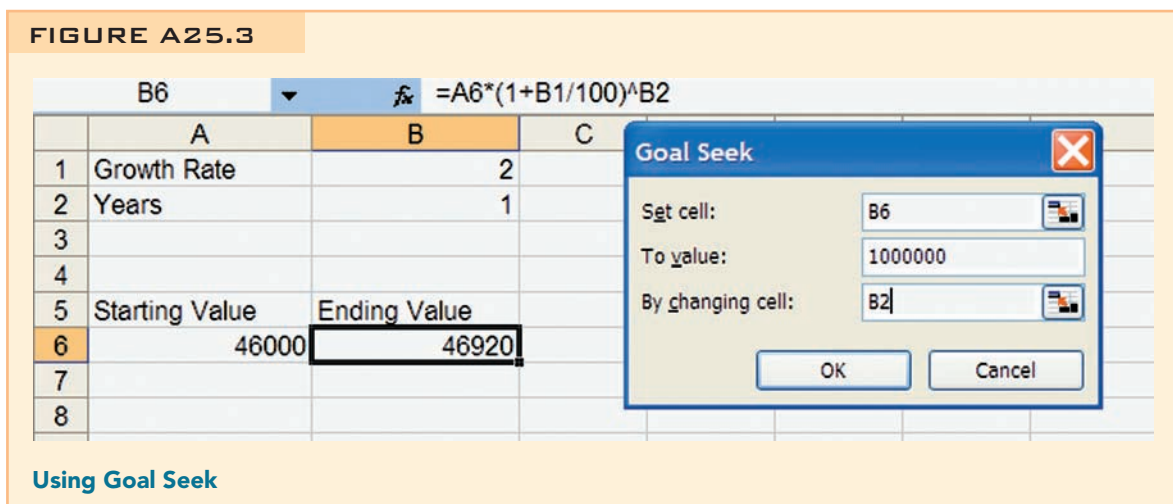 FIGURE A25.3
B6 fx =A6*(1+B1/100)^B2
A B C
1 Growth Rate 2
2 Years 1
3
4
5 Starting Value Ending Value
6 46000 46920
7
8
Goal Seek
Set cell: B6
To value: 1000000
By changing cell: B2
OK Cancel
Using Goal Seek